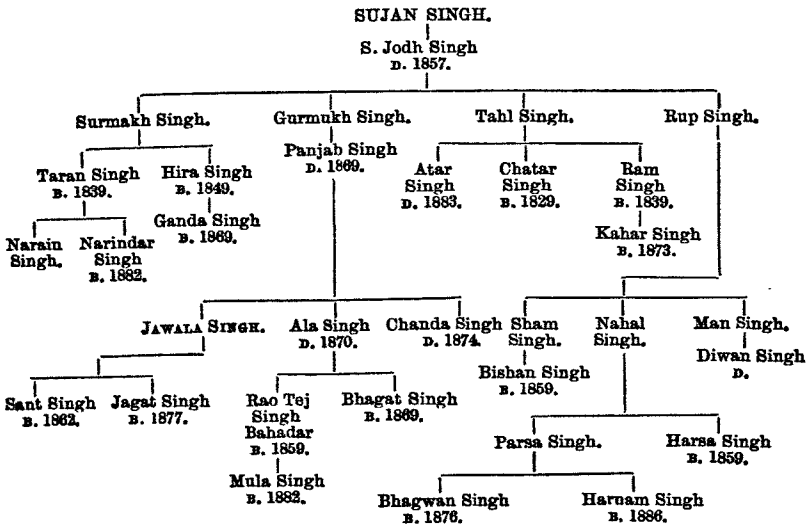 SUJAN SINGH.
S. Jodh Singh
D. 1857.
Surmakh Singh. Gurmukh Singh. Tahl Singh. Rup Singh.
Panjab Singh
D. 1869.
Taran Singh
B. 1839.
Hira Singh
B. 1849.
Atar
Singh
D. 1883.
Chatar
Singh
B. 1829.
Ram
Singh
B. 1839.
Narain
Singh.
Narindar
Singh
B. 1882.
Ganda Singh
B. 1869.
Kahar Singh
B. 1873.
JAWALA SINGH.
Ala Singh
D. 1870.
Chanda Singh
D. 1874.
Sham
Singh.
Nahal
Singh.
Man Singh.
Bishan Singh
B. 1859.
Diwan Singh
D.
Sant Singh
B. 1862.
Jagat Singh
B. 1877.
Rao Tej
Singh
Bahadar
B. 1859.
Bhagat Singh
B. 1869.
Parsa Singh.
Harsa Singh
B. 1859.
Mula Singh
B. 1882.
Bhagwan Singh
B. 1876.
Harnam Singh
B. 1886.